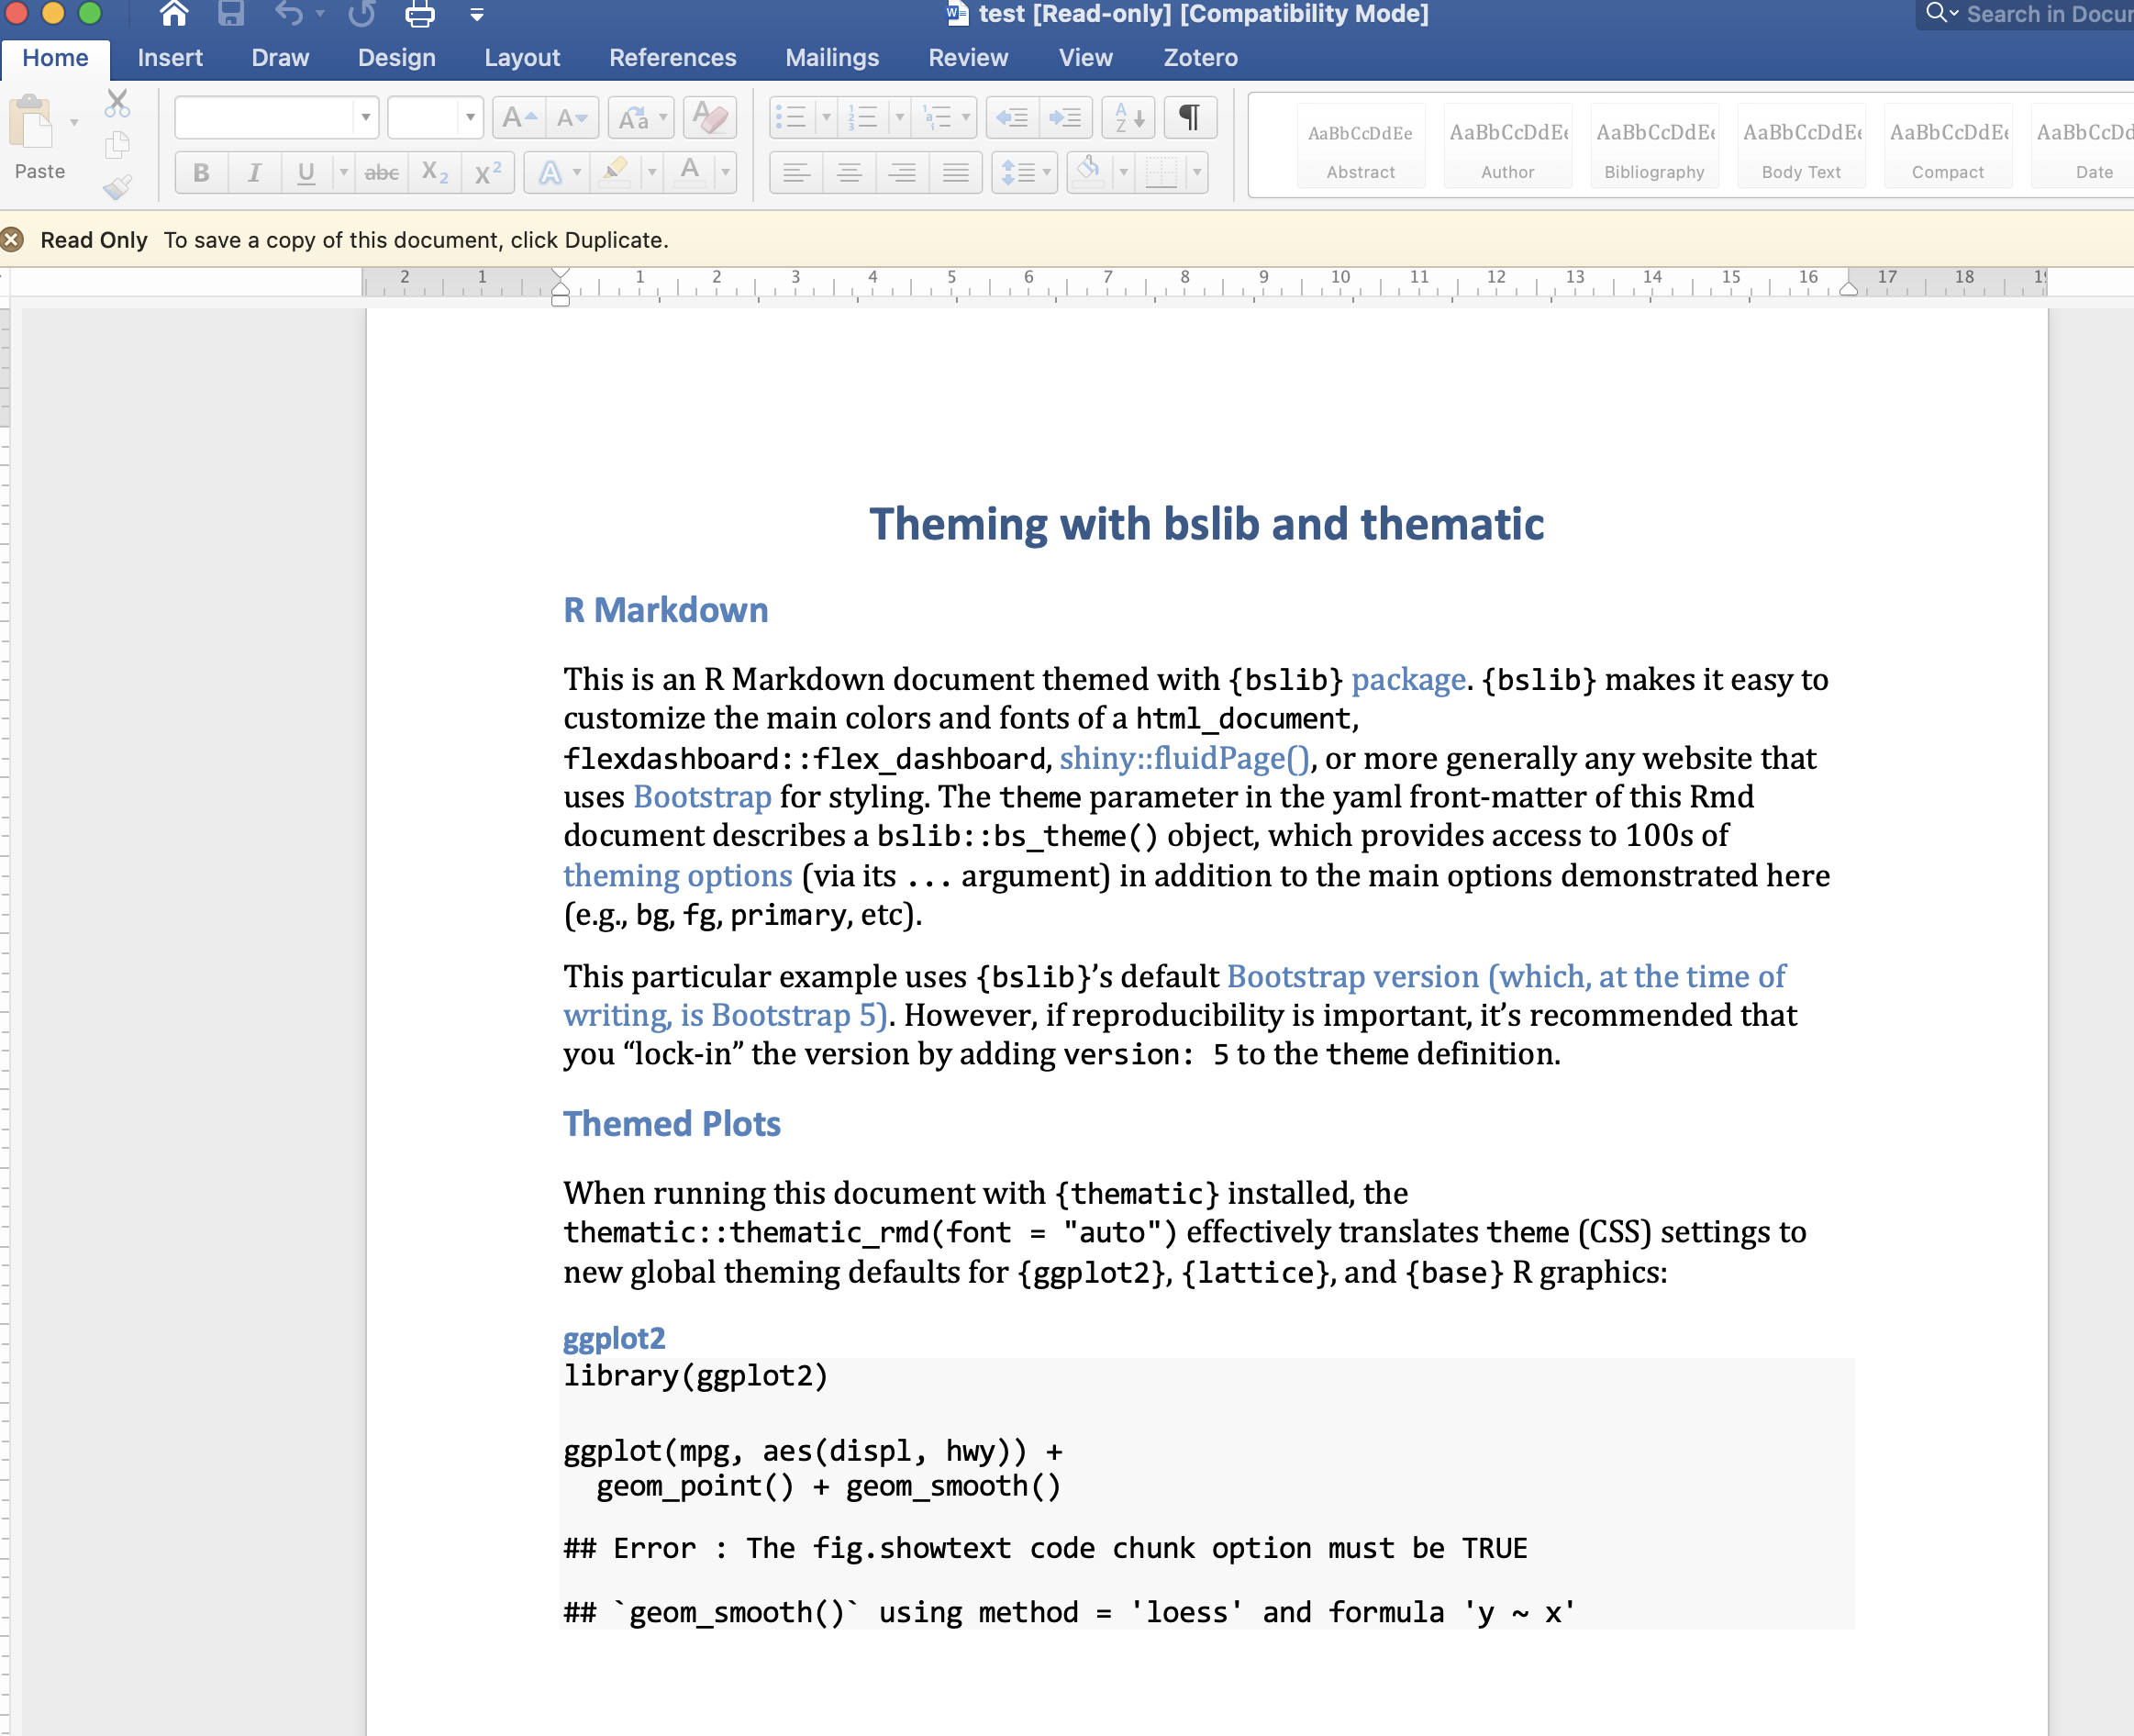 test [Read-only] [Compatibility Mode]
Search in Docu
Home Insert Draw Design Layout References Mailings Review View Zotero
Paste
AaBbCcDdEe AaBbCcDdEe AaBbCcDdEe AaBbCcDdEe AaBbCcDdEe AaBbCcDd
Abstract Author Bibliography Body Text Compact Date
Read Only To save a copy of this document, click Duplicate.
2 1 1 2 3 4 5 6 7 8 9 10 11 12 13 14 15 16 17 18
Theming with bslib and thematic
R Markdown
This is an R Markdown document themed with {bslib} package. {bslib} makes it easy to
customize the main colors and fonts of a html_document,
flexdashboard::flex_dashboard, shiny::fluidPage(), or more generally any website that
uses Bootstrap for styling. The theme parameter in the yaml front-matter of this Rmd
document describes a bslib::bs_theme() object, which provides access to 100s of
theming options (via its ... argument) in addition to the main options demonstrated here
(e.g., bg, fg, primary, etc).
This particular example uses {bslib}’s default Bootstrap version (which, at the time of
writing, is Bootstrap 5). However, if reproducibility is important, it’s recommended that
you “lock-in” the version by adding version: 5 to the theme definition.
Themed Plots
When running this document with {thematic} installed, the
thematic::thematic_rmd(font = "auto") effectively translates theme (CSS) settings to
new global theming defaults for {ggplot2}, {lattice}, and {base} R graphics:
ggplot2
library(ggplot2)
ggplot(mpg, aes(displ, hwy)) +
  geom_point() + geom_smooth()
## Error : The fig.showtext code chunk option must be TRUE
## `geom_smooth()` using method = 'loess' and formula 'y ~ x'